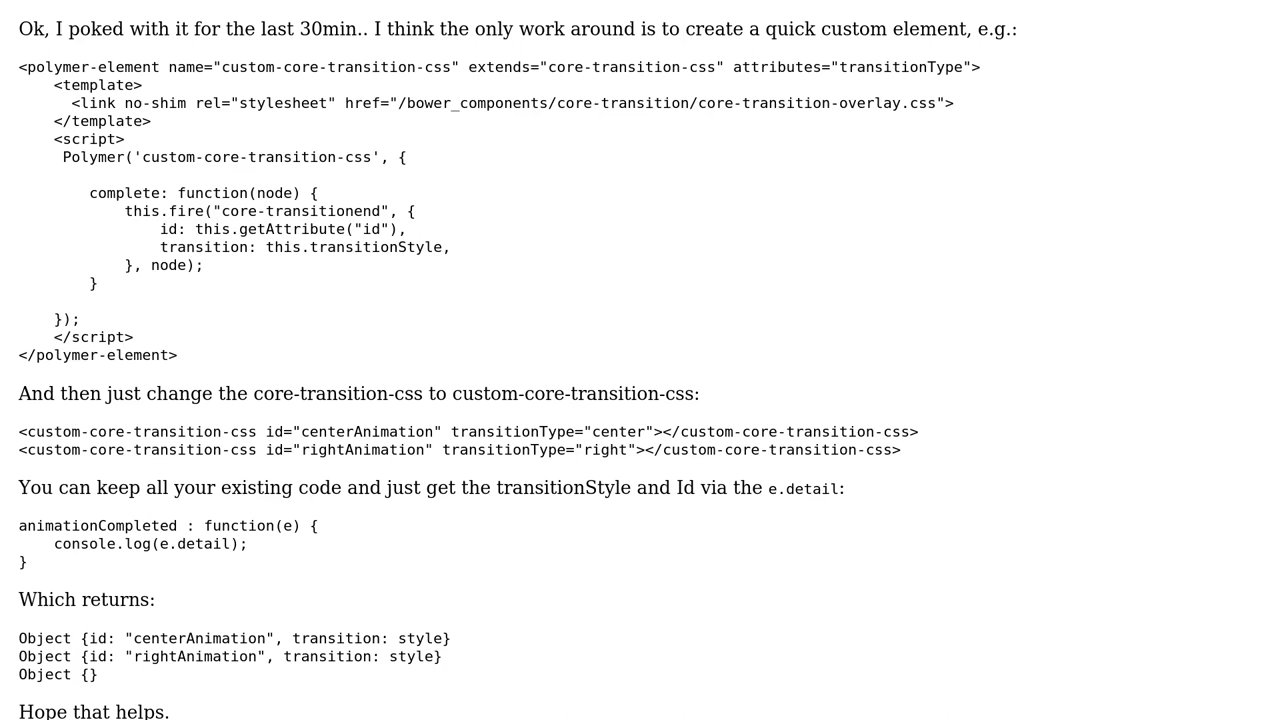 Ok, I poked with it for the last 30min.. I think the only work around is to create a quick custom element, e.g.:
<polymer-element name="custom-core-transition-css" extends="core-transition-css" attributes="transitionType">
    <template>
      <link no-shim rel="stylesheet" href="/bower_components/core-transition/core-transition-overlay.css">
    </template>
    <script>
     Polymer('custom-core-transition-css', {
        complete: function(node) {
            this.fire("core-transitionend", {
                id: this.getAttribute("id"),
                transition: this.transitionStyle,
            }, node);
        }
    });
    </script>
</polymer-element>
And then just change the core-transition-css to custom-core-transition-css:
<custom-core-transition-css id="centerAnimation" transitionType="center"></custom-core-transition-css>
<custom-core-transition-css id="rightAnimation" transitionType="right"></custom-core-transition-css>
You can keep all your existing code and just get the transitionStyle and Id via the e.detail:
animationCompleted : function(e) {
    console.log(e.detail);
}
Which returns:
Object {id: "centerAnimation", transition: style}
Object {id: "rightAnimation", transition: style}
Object {}
Hope that helps.